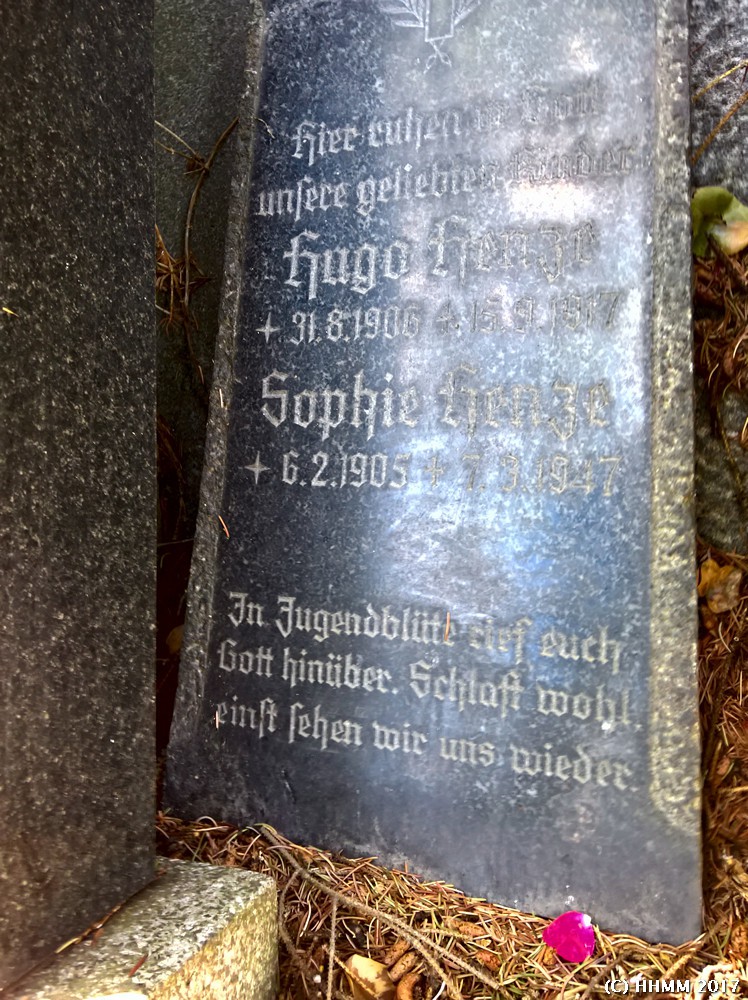 Hier ruhen in Gott
unsere geliebten Kinder
Hugo Henze
+ 31.8.1906 + 15.9.1917
Sophie Henze
+ 6.2.1905 + 7.9.1947
In Jugendblüte rief euch
Gott hinüber. Schlaft wohl,
einst sehen wir uns wieder.
(C) HHMM 2017